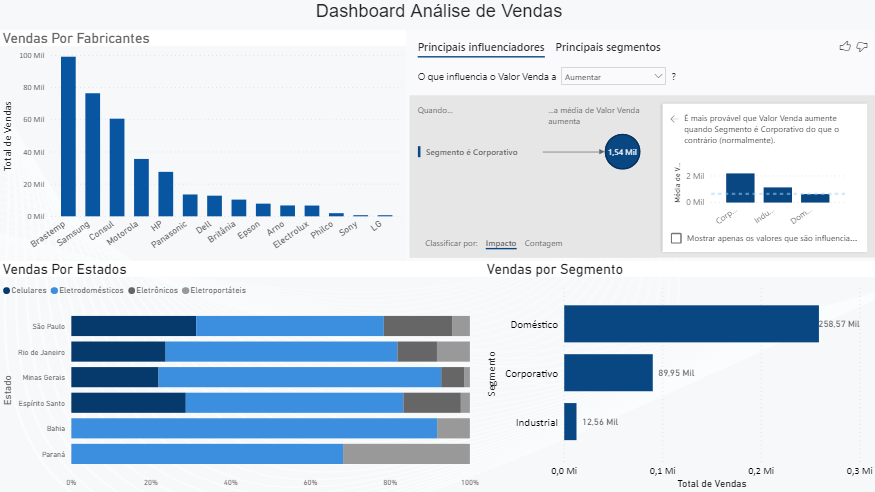 Dashboard Análise de Vendas
Vendas Por Fabricantes
Total de Vendas
100 Mil
80 Mil
60 Mil
40 Mil
20 Mil
0 Mil
Brastemp
Samsung
Consul
Motorola
HP
Panasonic
Dell
Britânia
Epson
Arno
Electrolux
Philco
Sony
LG
Principais influenciadores Principais segmentos
O que influencia o Valor Venda a Aumentar ?
Quando...
...a média de Valor Venda
aumenta
Segmento é Corporativo
1,54 Mil
Classificar por: Impacto Contagem
É mais provável que Valor Venda aumente
quando Segmento é Corporativo do que o
contrário (normalmente).
Média de V...
2 Mil
0 Mil
Corp...
Indu...
Dom...
Mostrar apenas os valores que são influencia...
Vendas Por Estados
Celulares Eletrodomésticos Eletrônicos Eletroportáteis
Estado
São Paulo
Rio de Janeiro
Minas Gerais
Espírito Santo
Bahia
Paraná
0% 20% 40% 60% 80% 100%
Vendas por Segmento
Segmento
Doméstico 258,57 Mil
Corporativo 89,95 Mil
Industrial 12,56 Mil
0,0 Mi 0,1 Mi 0,2 Mi 0,3 Mi
Total de Vendas